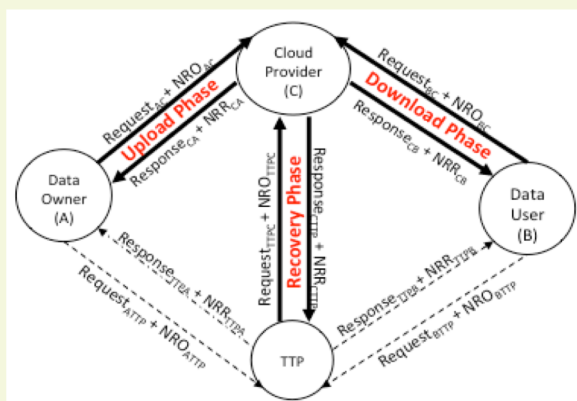 Cloud
Provider
(C)
Request_AC + NRO_AC
Upload Phase
Response_CA + NRR_CA
Request_BC + NRO_BC
Download Phase
Response_CB + NRR_CB
Data
Owner
(A)
Data
User
(B)
Request_TTPC + NRO_TTPC
Recovery Phase
Response_CTTP + NRR_CTTP
Response_TTPA + NRR_TTPA
Request_ATTP + NRO_ATTP
Response_TTPB + NRR_TTPB
Request_BTTP + NRO_BTTP
TTP